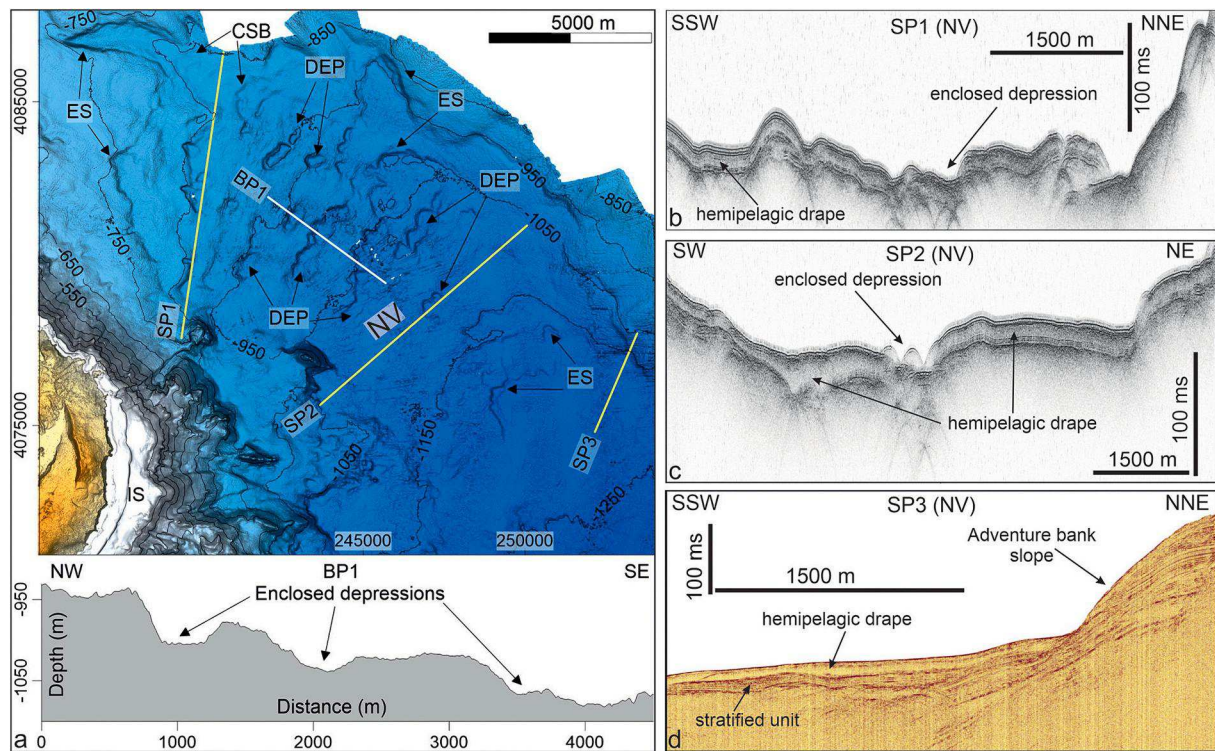 -750
CSB
-850
5000 m
DEP
ES
ES
4085000
-950
-850
BP1
DEP
-750
-1050
-650
-550
SP1
DEP
NV
-950
ES
SP2
4075000
-1050
-1150
SP3
IS
-1250
245000
250000
NW
BP1
SE
Enclosed depressions
-950
-1050
Depth (m)
Distance (m)
a
0
1000
2000
3000
4000
SSW
SP1 (NV)
NNE
1500 m
100 ms
enclosed depression
hemipelagic drape
b
SW
SP2 (NV)
NE
enclosed depression
hemipelagic drape
100 ms
1500 m
c
SSW
SP3 (NV)
NNE
100 ms
Adventure bank
slope
1500 m
hemipelagic drape
stratified unit
d